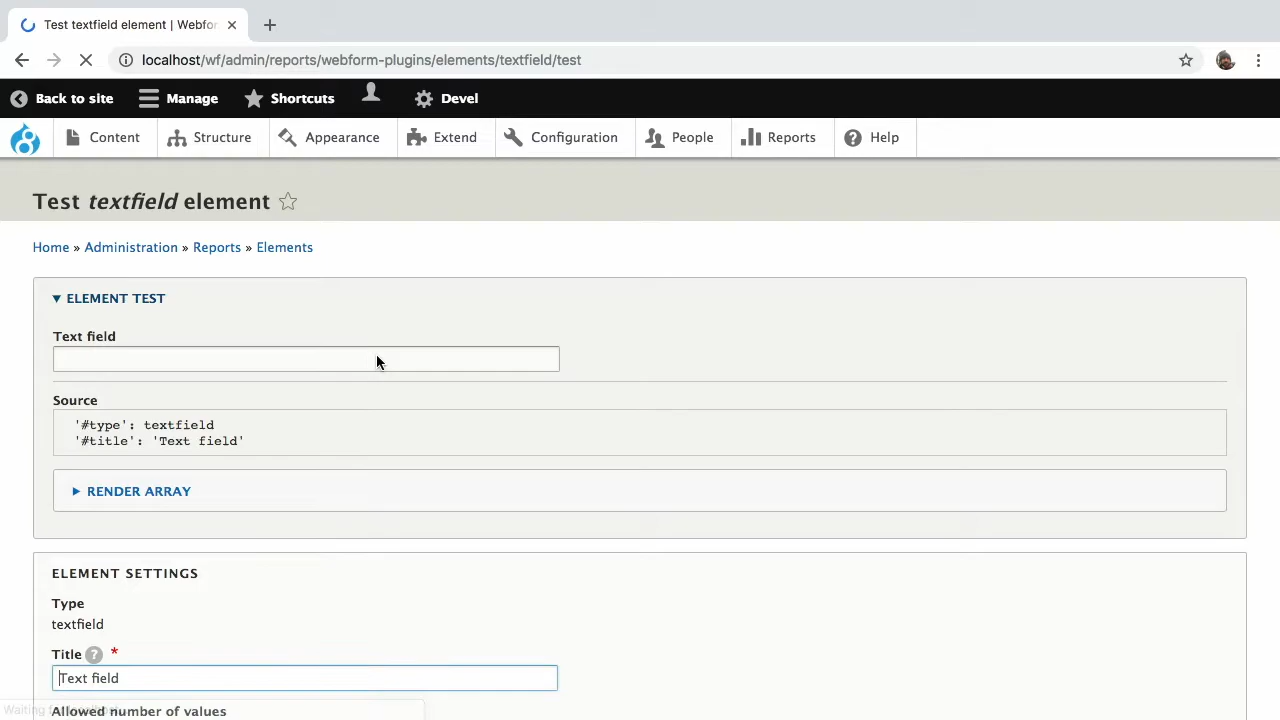 Test textfield element | Webfor
localhost/wf/admin/reports/webform-plugins/elements/textfield/test
Back to site Manage Shortcuts Devel
Content Structure Appearance Extend Configuration People Reports Help
Test textfield element
Home » Administration » Reports » Elements
ELEMENT TEST
Text field
Source
'#type': textfield
'#title': 'Text field'
RENDER ARRAY
ELEMENT SETTINGS
Type
textfield
Title ? *
Text field
Allowed number of values